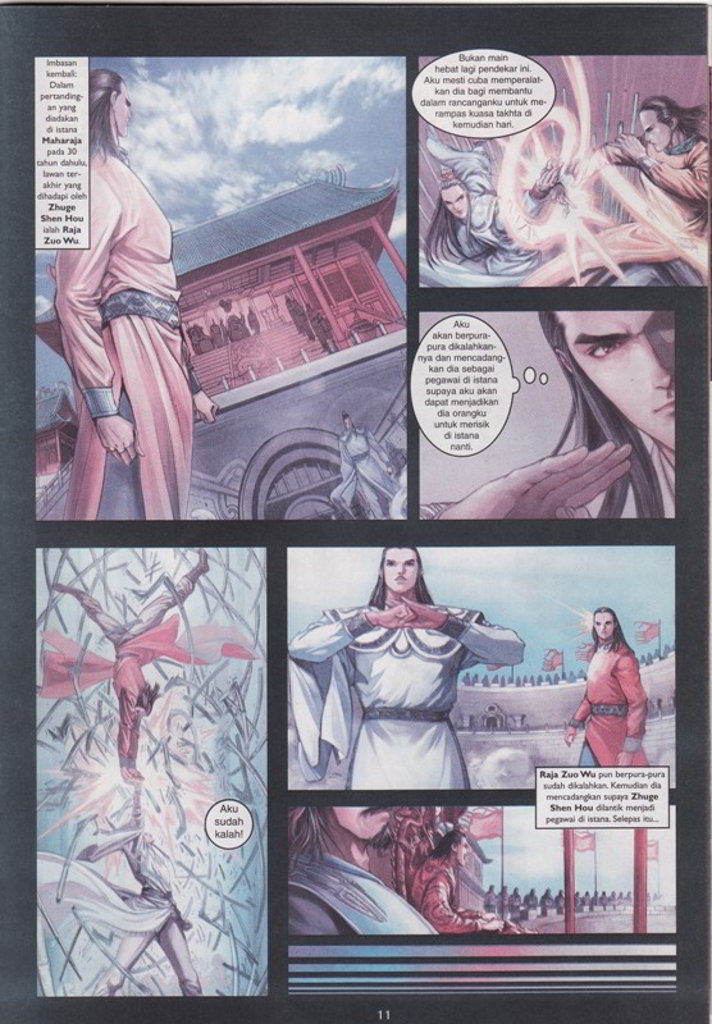 Imbasan
kembali:
Dalam
pertanding-
an yang
diadakan
di istana
Maharaja
pada 30
tahun dahulu,
lawan ter-
akhir yang
dihadapi oleh
Zhuge
Shen Hou
ialah Raja
Zuo Wu.
Bukan main
hebat lagi pendekar ini.
Aku mesti cuba memperalat-
kan dia bagi membantu
dalam rancanganku untuk me-
rampas kuasa takhta di
kemudian hari.
Aku
akan berpura-
pura dikalahkan-
nya dan mencadang-
kan dia sebagai
pegawai di istana
supaya aku akan
dapat menjadikan
dia orangku
untuk merisik
di istana
nanti.
Aku
sudah
kalah!
Raja Zuo Wu pun berpura-pura
sudah dikalahkan. Kemudian dia
mencadangkan supaya Zhuge
Shen Hou dilantik menjadi
pegawai di istana. Selepas itu...
11